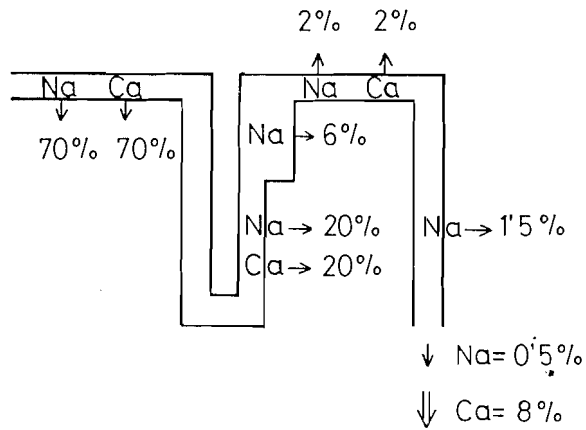 2% 2%
Na Ca
Na Ca
70% 70%
Na → 6%
Na → 20%
Ca → 20%
Na → 1'5%
↓ Na = 0'5%
⇓ Ca = 8%